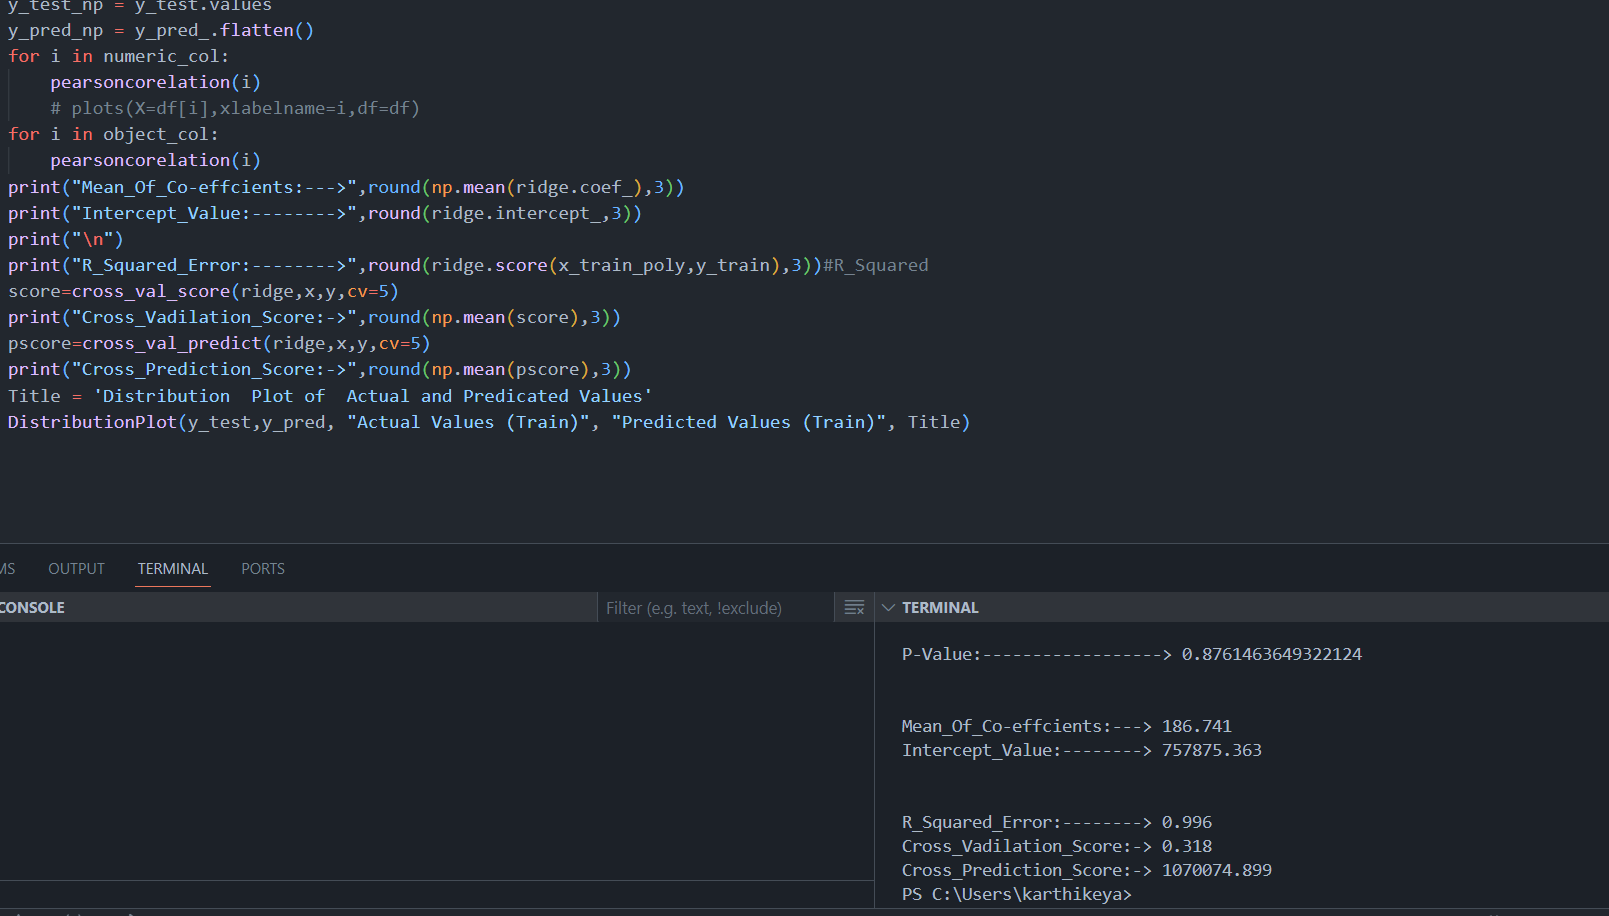 y_test_np = y_test.values
y_pred_np = y_pred_.flatten()
for i in numeric_col:
    pearsoncorelation(i)
    # plots(X=df[i],xlabelname=i,df=df)
for i in object_col:
    pearsoncorelation(i)
print("Mean_Of_Co-effcients:--->",round(np.mean(ridge.coef_),3))
print("Intercept_Value:-------->",round(ridge.intercept_,3))
print("\n")
print("R_Squared_Error:-------->",round(ridge.score(x_train_poly,y_train),3))#R_Squared
score=cross_val_score(ridge,x,y,cv=5)
print("Cross_Vadilation_Score:->",round(np.mean(score),3))
pscore=cross_val_predict(ridge,x,y,cv=5)
print("Cross_Prediction_Score:->",round(np.mean(pscore),3))
Title = 'Distribution  Plot of  Actual and Predicated Values'
DistributionPlot(y_test,y_pred, "Actual Values (Train)", "Predicted Values (Train)", Title)
MS OUTPUT TERMINAL PORTS
CONSOLE Filter (e.g. text, !exclude) TERMINAL
P-Value:------------------> 0.8761463649322124
Mean_Of_Co-effcients:---> 186.741
Intercept_Value:--------> 757875.363
R_Squared_Error:--------> 0.996
Cross_Vadilation_Score:-> 0.318
Cross_Prediction_Score:-> 1070074.899
PS C:\Users\karthikeya>